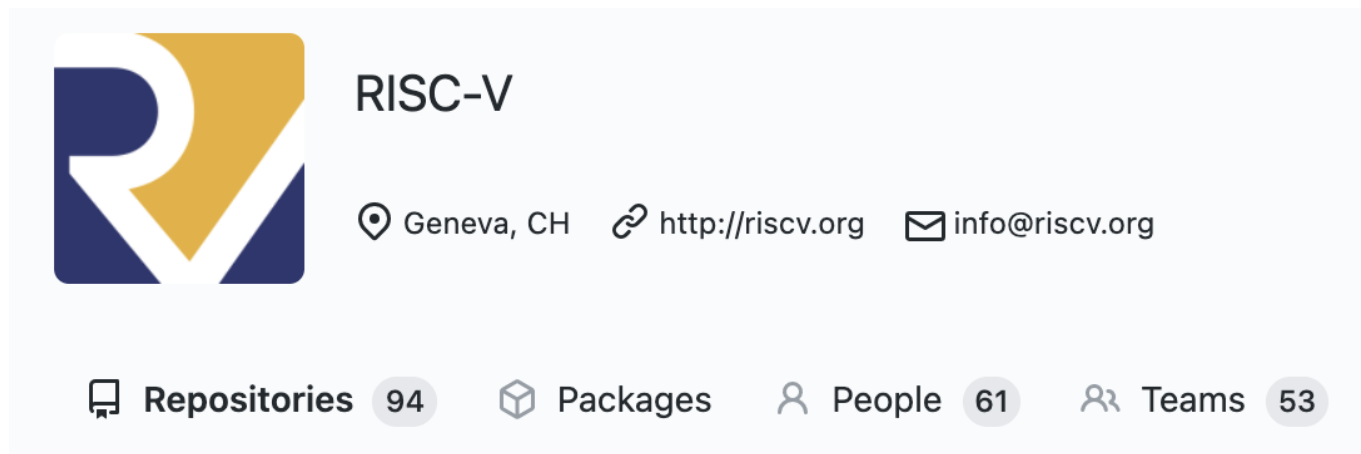 RISC-V
Geneva, CH http://riscv.org info@riscv.org
Repositories 94 Packages People 61 Teams 53